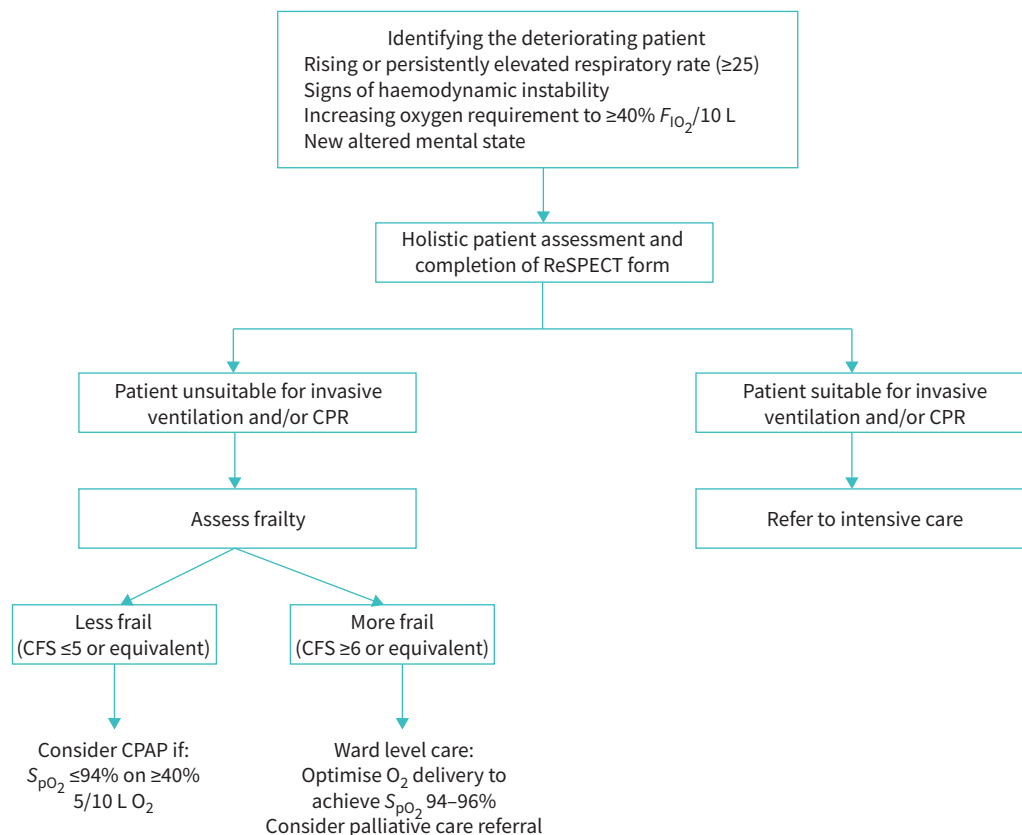 Identifying the deteriorating patient
Rising or persistently elevated respiratory rate (≥25)
Signs of haemodynamic instability
Increasing oxygen requirement to ≥40% FIO2/10 L
New altered mental state
Holistic patient assessment and
completion of ReSPECT form
Patient unsuitable for invasive
ventilation and/or CPR
Patient suitable for invasive
ventilation and/or CPR
Assess frailty
Refer to intensive care
Less frail
(CFS ≤5 or equivalent)
More frail
(CFS ≥6 or equivalent)
Consider CPAP if:
SpO2 ≤94% on ≥40%
5/10 L O2
Ward level care:
Optimise O2 delivery to
achieve SpO2 94–96%
Consider palliative care referral